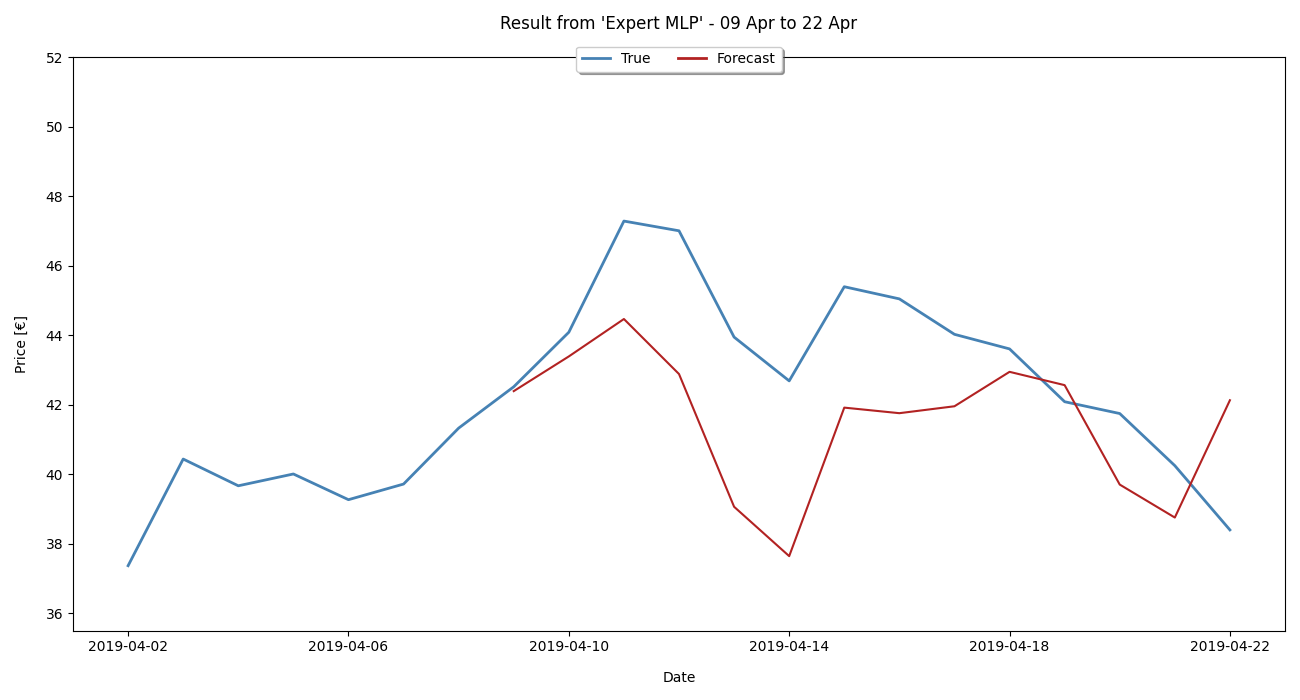 Result from 'Expert MLP' - 09 Apr to 22 Apr
True Forecast
52
50
48
46
44
42
40
38
36
Price [€]
2019-04-02 2019-04-06 2019-04-10 2019-04-14 2019-04-18 2019-04-22
Date